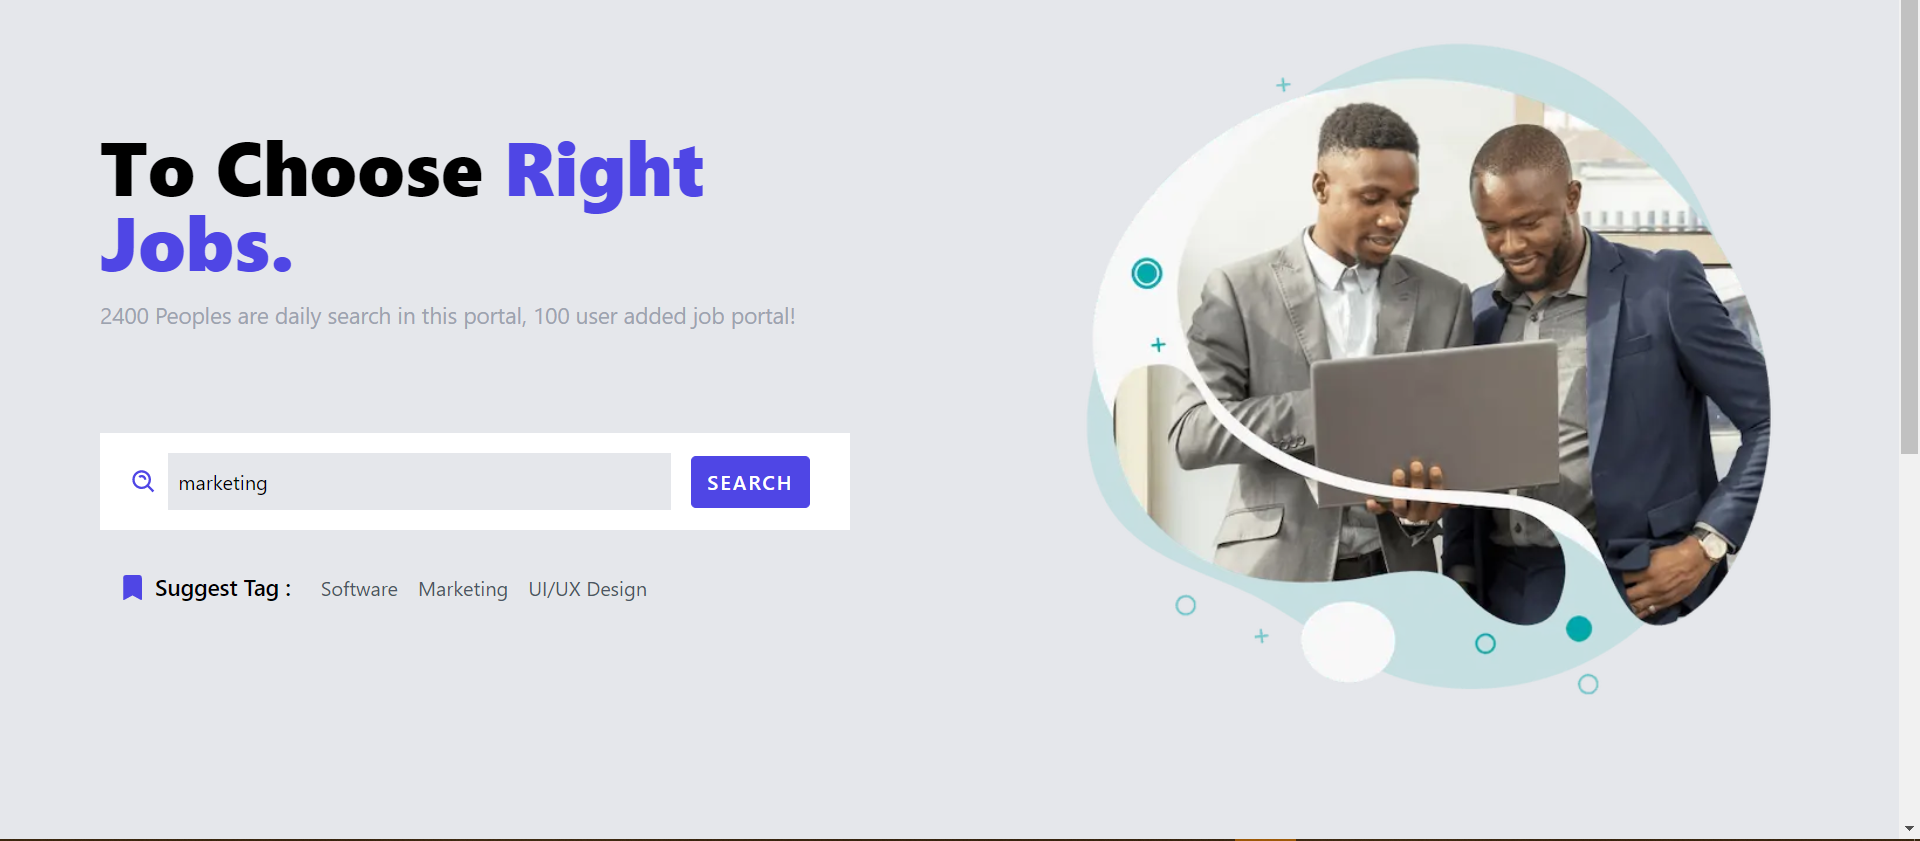 To Choose Right
Jobs.
2400 Peoples are daily search in this portal, 100 user added job portal!
marketing
SEARCH
Suggest Tag :
Software
Marketing
UI/UX Design